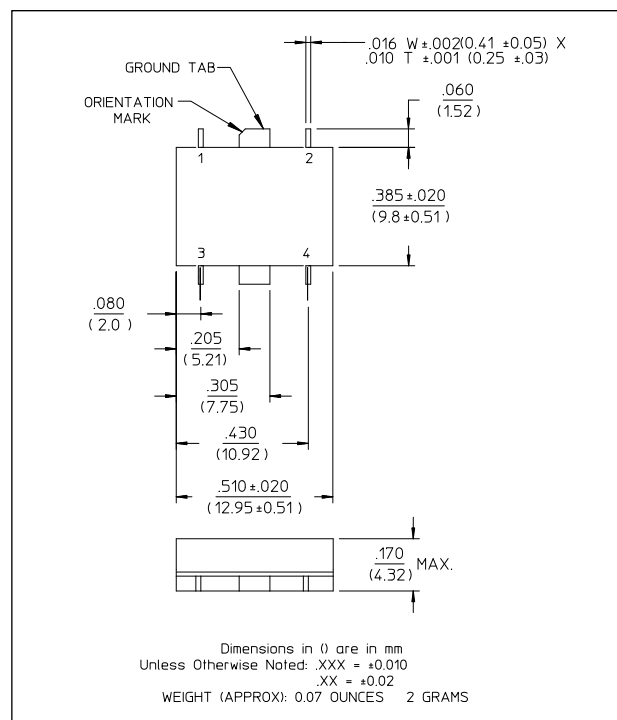 .016 W ±.002(0.41 ±0.05) X
.010 T ±.001 (0.25 ±.03)
GROUND TAB
ORIENTATION
MARK
.060
(1.52)
1
2
.385±.020
(9.8±0.51)
3
4
.080
( 2.0 )
.205
(5.21)
.305
(7.75)
.430
(10.92 )
.510±.020
(12.95±0.51 )
.170
(4.32)
MAX.
Dimensions in () are in mm
Unless Otherwise Noted: .XXX = ±0.010
.XX = ±0.02
WEIGHT (APPROX): 0.07 OUNCES 2 GRAMS